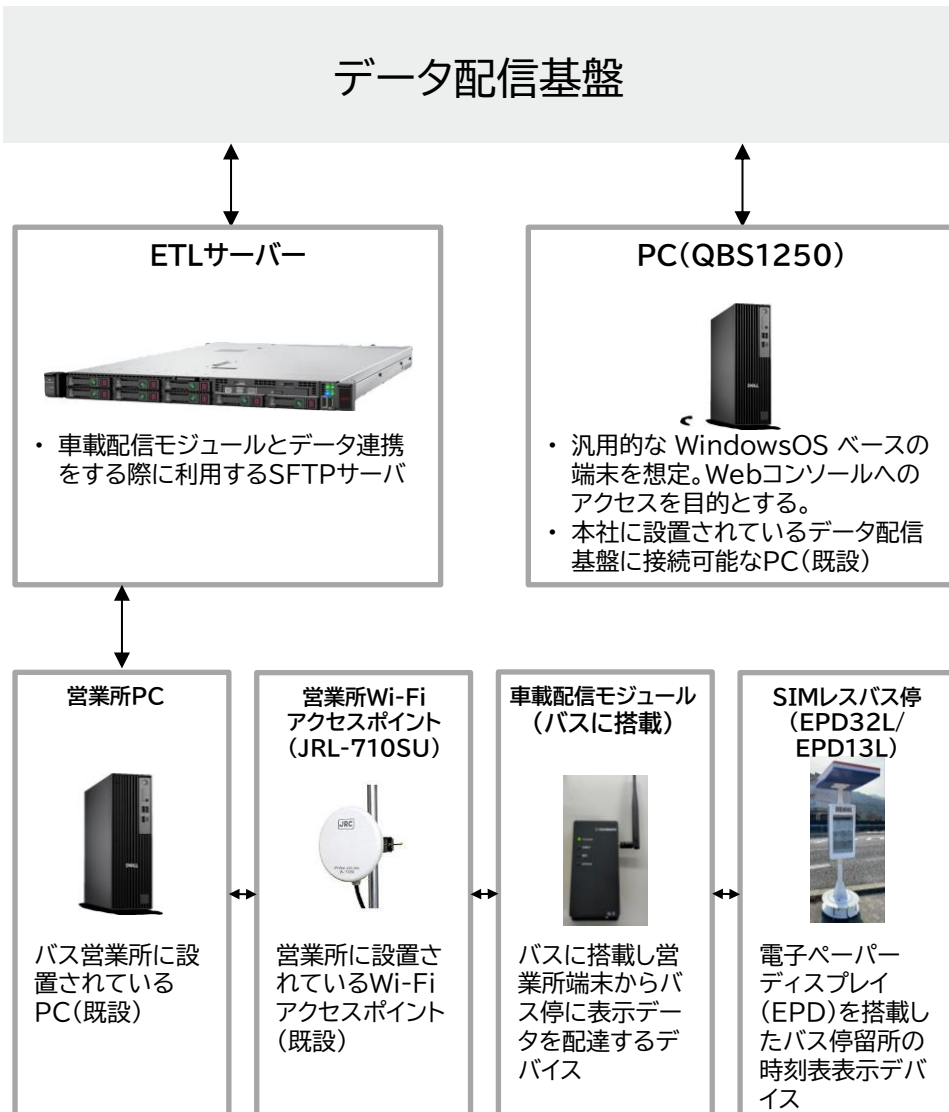 データ配信基盤
ETLサーバー
・ 車載配信モジュールとデータ連携
をする際に利用するSFTPサーバ
PC(QBS1250)
DELL
・ 汎用的な WindowsOS ベースの
端末を想定。Webコンソールへの
アクセスを目的とする。
・ 本社に設置されているデータ配信
基盤に接続可能なPC(既設)
営業所PC
DELL
バス営業所に設
置されている
PC(既設)
営業所Wi-Fi
アクセスポイント
(JRL-710SU)
JRC
営業所に設置さ
れているWi-Fi
アクセスポイント
(既設)
車載配信モジュール
(バスに搭載)
バスに搭載し営
業所端末からバ
ス停に表示デー
タを配達するデ
バイス
SIMレスバス停
(EPD32L/
EPD13L)
電子ペーパー
ディスプレイ
(EPD)を搭載し
たバス停留所の
時刻表表示デバ
イス